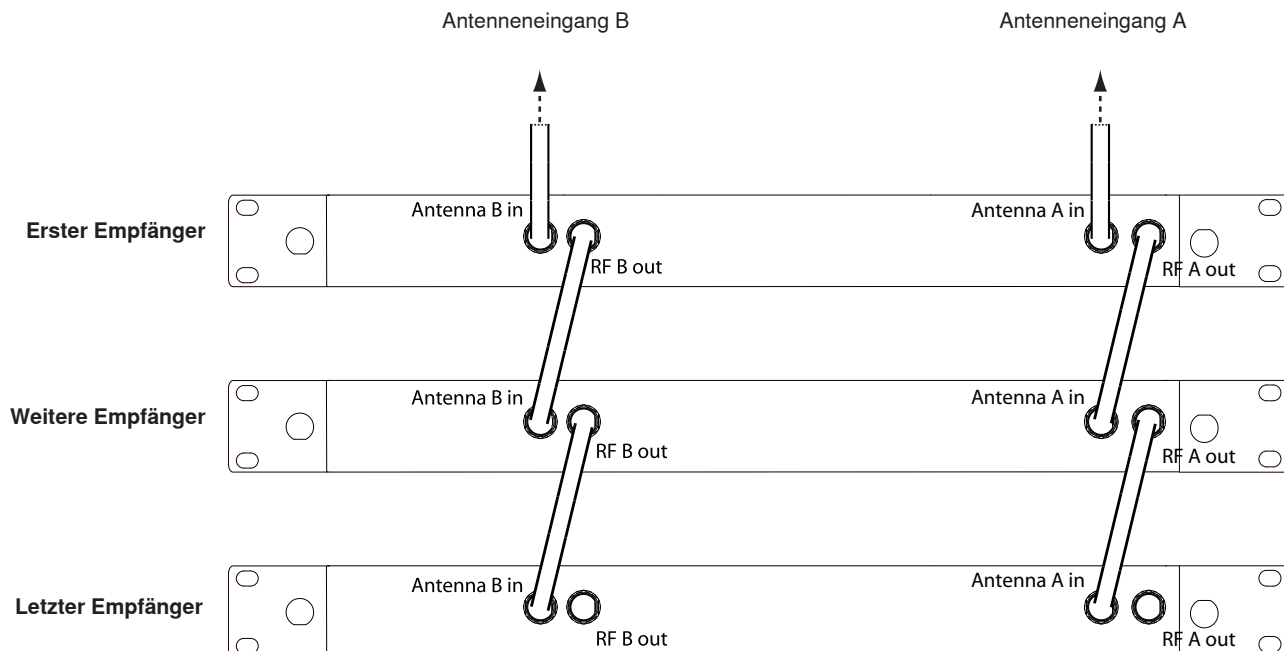 Antenneneingang B
Antenneneingang A
Erster Empfänger
Antenna B in
Antenna A in
RF B out
RF A out
Weitere Empfänger
Antenna B in
Antenna A in
RF B out
RF A out
Letzter Empfänger
Antenna B in
Antenna A in
RF B out
RF A out